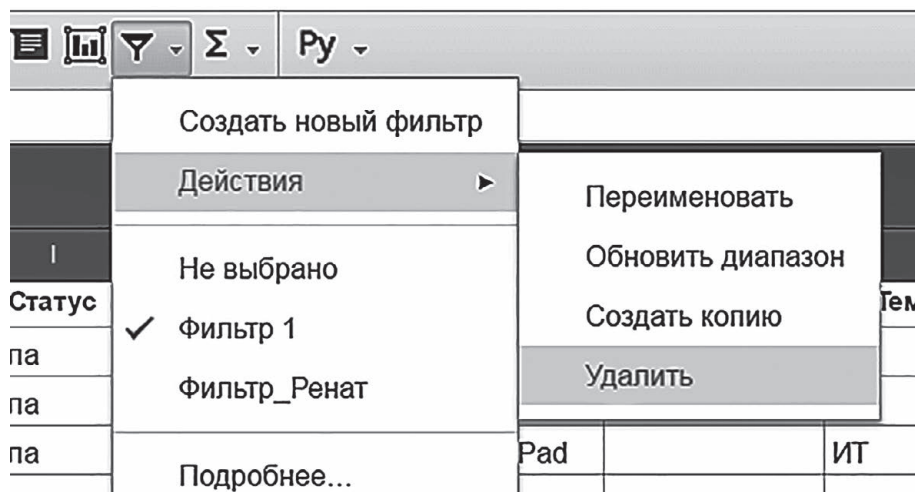 Σ Ру
Создать новый фильтр
Действия
Переименовать
Обновить диапазон
Создать копию
Удалить
Не выбрано
Фильтр 1
Фильтр_Ренат
Подробнее...
I
Статус
Тем
па
па
па
Pad
ИТ